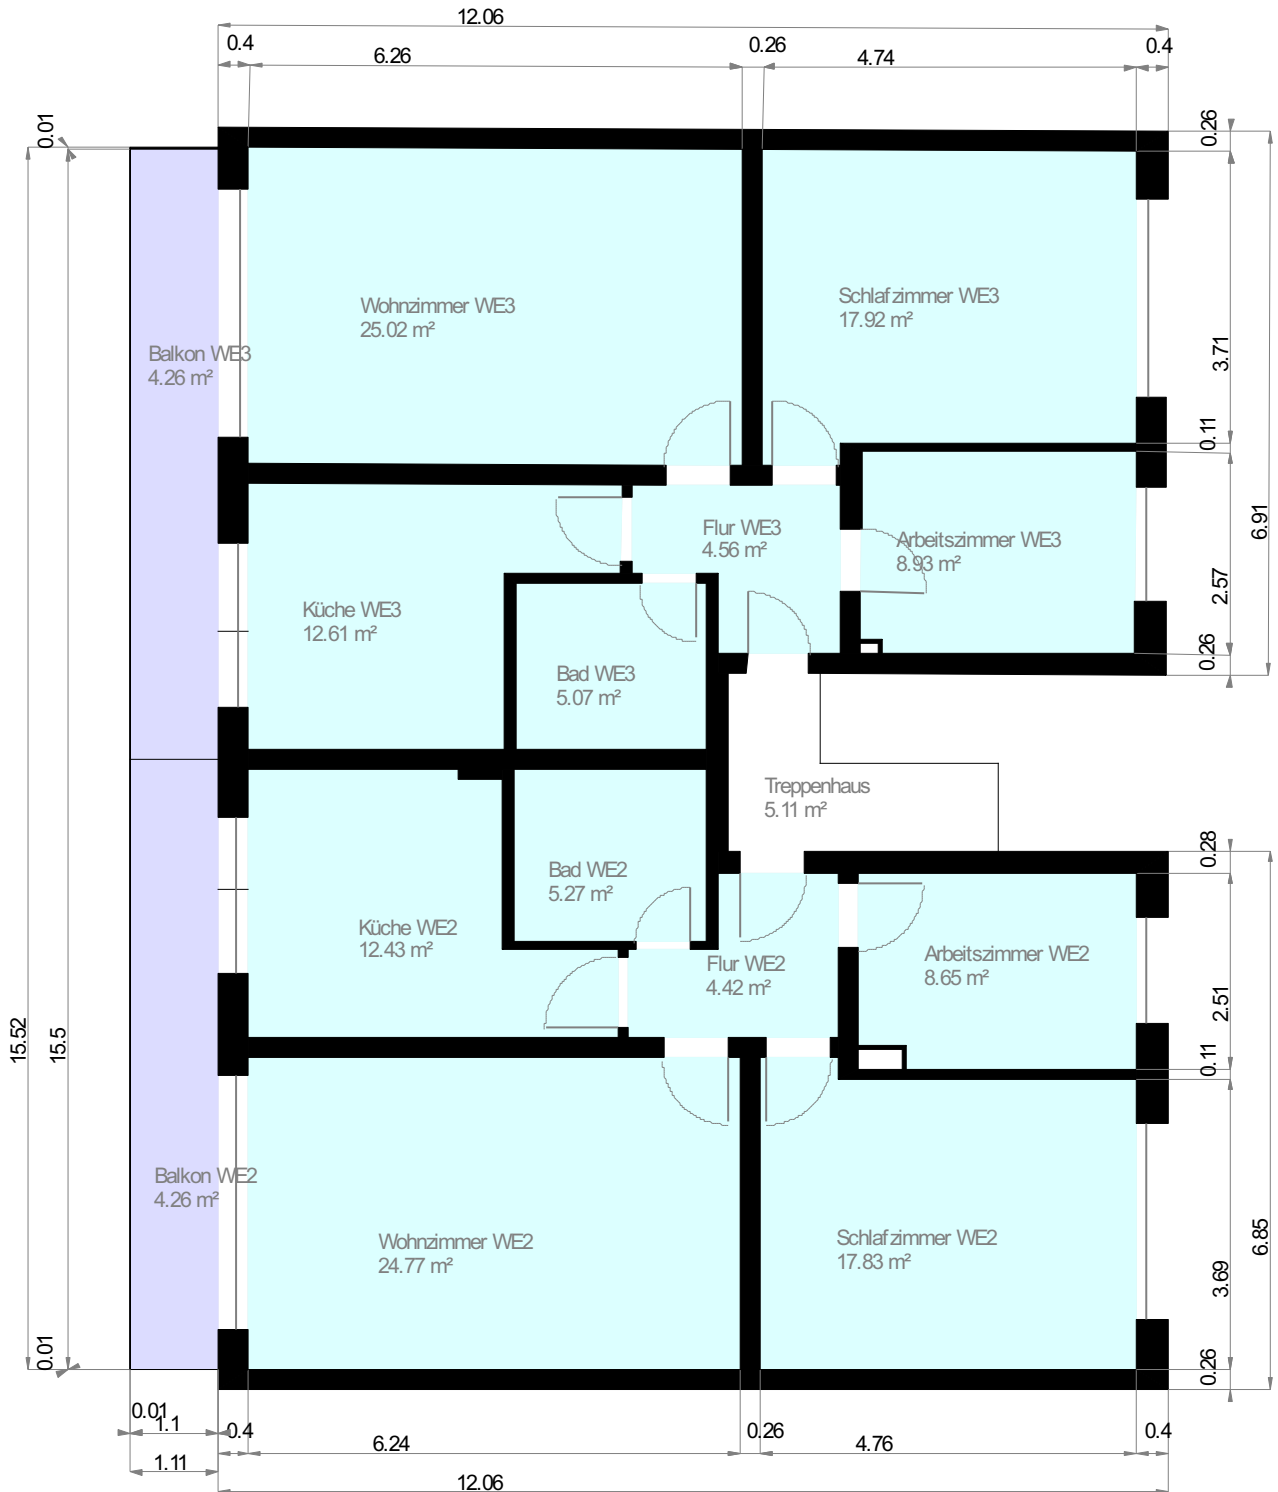 12.06
0.4
6.26
0.26
4.74
0.4
0.01
0.26
Wohnzimmer WE3
25.02 m²
Schlafzimmer WE3
17.92 m²
Balkon WE3
4.26 m²
3.71
0.11
Flur WE3
4.56 m²
Arbeitszimmer WE3
8.93 m²
6.91
Küche WE3
12.61 m²
2.57
Bad WE3
5.07 m²
0.26
Treppenhaus
5.11 m²
Bad WE2
5.27 m²
0.28
Küche WE2
12.43 m²
Flur WE2
4.42 m²
Arbeitszimmer WE2
8.65 m²
2.51
15.52
15.5
0.11
Balkon WE2
4.26 m²
Wohnzimmer WE2
24.77 m²
Schlafzimmer WE2
17.83 m²
6.85
3.69
0.01
0.26
0.01
1.1
0.4
6.24
0.26
4.76
0.4
1.11
12.06